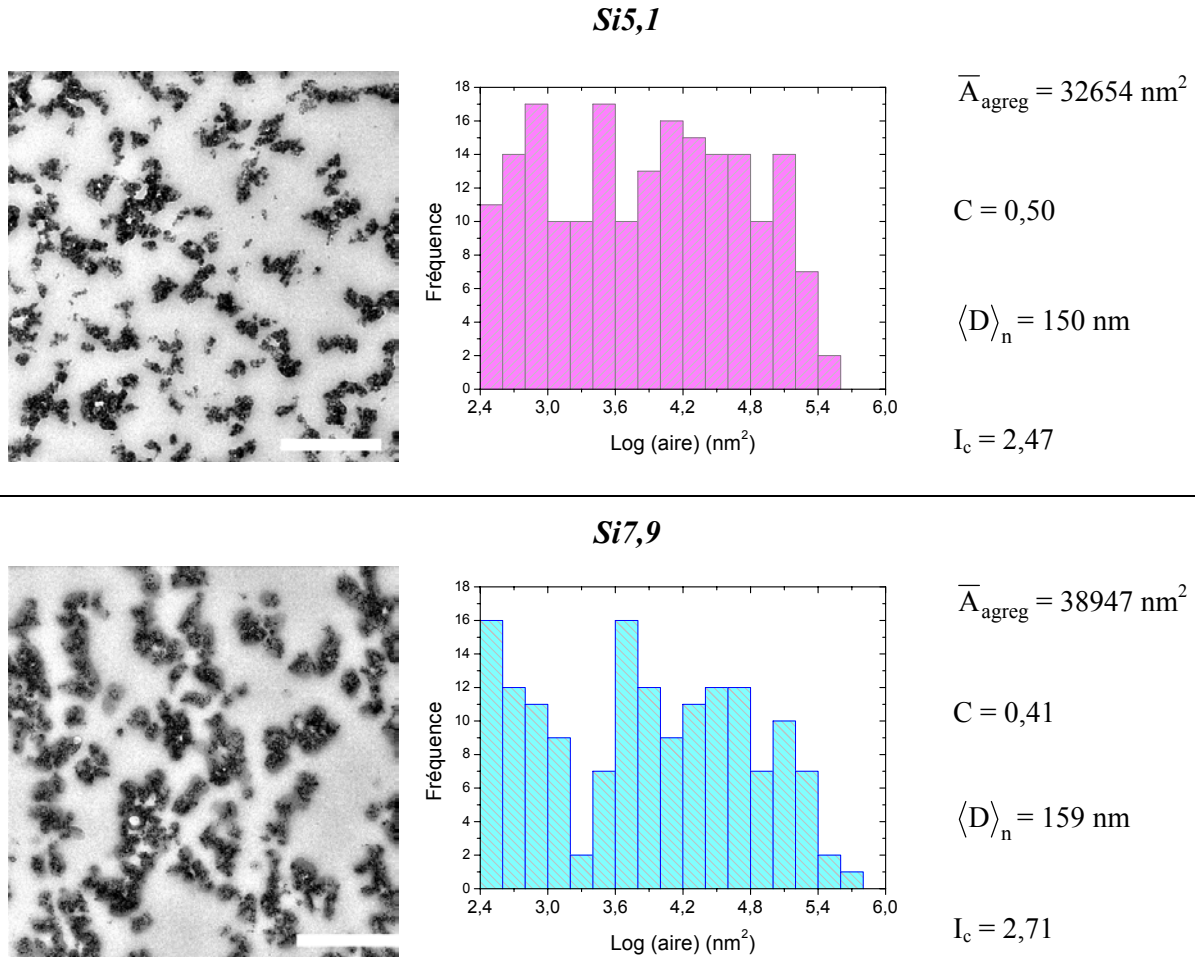 Si5,1
18
16
14
12
10
8
6
4
2
0
Fréquence
2,4 3,0 3,6 4,2 4,8 5,4 6,0
Log (aire) (nm²)
A̅agreg = 32654 nm²
C = 0,50
⟨D⟩n = 150 nm
Ic = 2,47
Si7,9
18
16
14
12
10
8
6
4
2
0
Fréquence
2,4 3,0 3,6 4,2 4,8 5,4 6,0
Log (aire) (nm²)
A̅agreg = 38947 nm²
C = 0,41
⟨D⟩n = 159 nm
Ic = 2,71